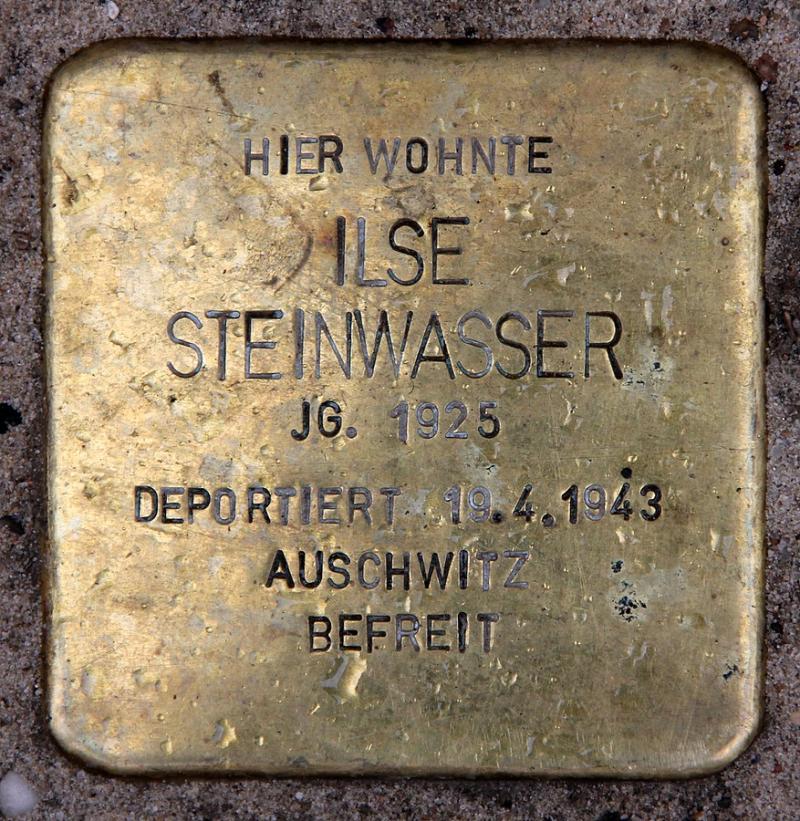 HIER WOHNTE
ILSE
STEINWASSER
JG. 1925
DEPORTIERT 19.4.1943
AUSCHWITZ
BEFREIT